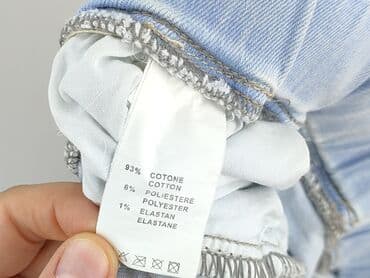 93% COTONE
COTTON
6% POLIESTERE
POLYESTER
1% ELASTAN
ELASTANE